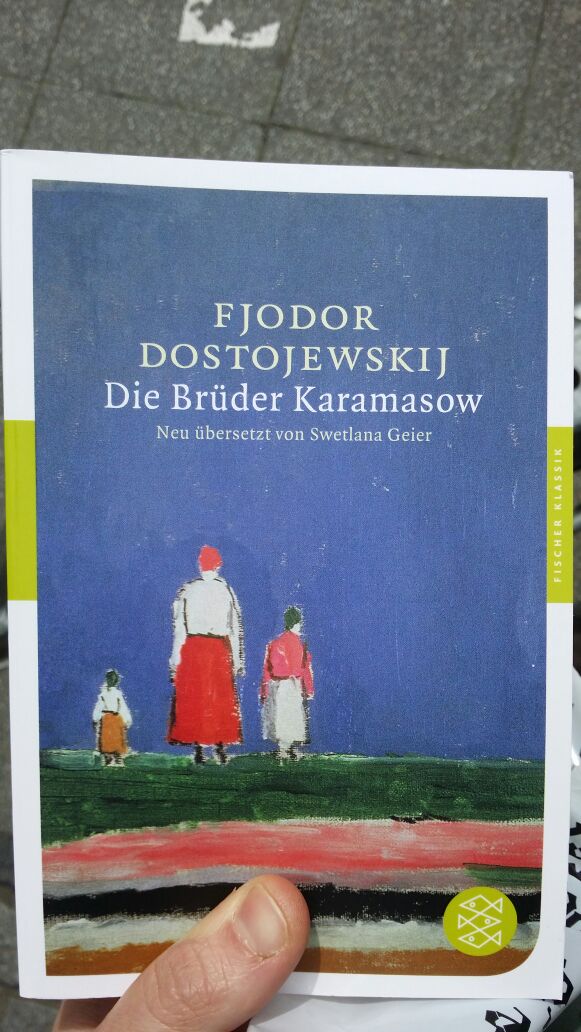 FJODOR
DOSTOJEWSKIJ
Die Brüder Karamasow
Neu übersetzt von Swetlana Geier
FISCHER KLASSIK